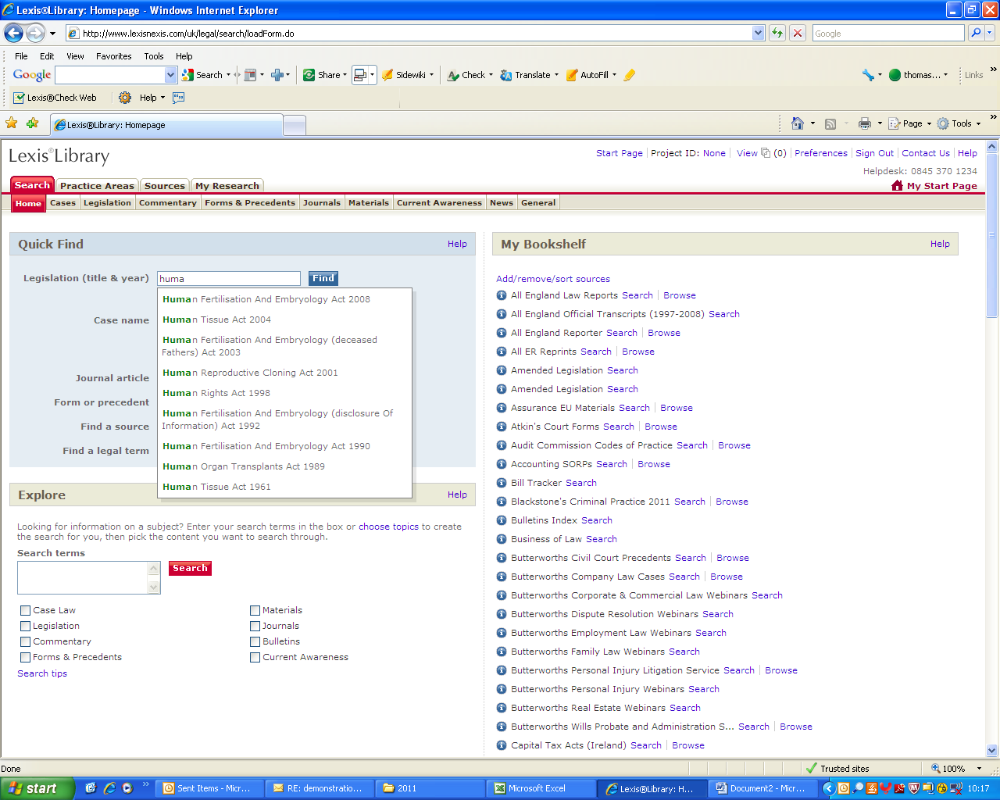 Lexis®Library: Homepage - Windows Internet Explorer
http://www.lexisnexis.com/uk/legal/search/loadForm.do
Google
File Edit View Favorites Tools Help
Google Search Share Sidewiki Check Translate AutoFill thomas... Links
Lexis®Check Web Help
Lexis®Library: Homepage Page Tools
Lexis®Library
Start Page Project ID: None View (0) Preferences Sign Out Contact Us Help
Helpdesk: 0845 370 1234
Search Practice Areas Sources My Research My Start Page
Home Cases Legislation Commentary Forms & Precedents Journals Materials Current Awareness News General
Quick Find Help
Legislation (title & year) huma Find
Human Fertilisation And Embryology Act 2008
Case name
Human Tissue Act 2004
Human Fertilisation And Embryology (deceased
Fathers) Act 2003
Journal article
Human Reproductive Cloning Act 2001
Form or precedent
Human Rights Act 1998
Find a source
Human Fertilisation And Embryology (disclosure Of
Information) Act 1992
Find a legal term
Human Fertilisation And Embryology Act 1990
Human Organ Transplants Act 1989
Human Tissue Act 1961
Explore Help
Looking for information on a subject? Enter your search terms in the box or choose topics to create
the search for you, then pick the content you want to search through.
Search terms
Search
Case Law Materials
Legislation Journals
Commentary Bulletins
Forms & Precedents Current Awareness
Search tips
My Bookshelf Help
Add/remove/sort sources
All England Law Reports Search Browse
All England Official Transcripts (1997-2008) Search
All England Reporter Search Browse
All ER Reprints Search Browse
Amended Legislation Search
Amended Legislation Search
Assurance EU Materials Search Browse
Atkin's Court Forms Search Browse
Audit Commission Codes of Practice Search Browse
Accounting SORPs Search Browse
Bill Tracker Search
Blackstone's Criminal Practice 2011 Search Browse
Bulletins Index Search
Business of Law Search
Butterworths Civil Court Precedents Search Browse
Butterworths Company Law Cases Search Browse
Butterworths Corporate & Commercial Law Webinars Search
Butterworths Dispute Resolution Webinars Search
Butterworths Employment Law Webinars Search
Butterworths Family Law Webinars Search
Butterworths Personal Injury Litigation Service Search Browse
Butterworths Personal Injury Webinars Search
Butterworths Real Estate Webinars Search
Butterworths Wills Probate and Administration S... Search Browse
Capital Tax Acts (Ireland) Search Browse
Done Trusted sites 100%
start Sent Items - Micr... RE: demonstratio... 2011 Microsoft Excel Lexis®Library: H... Document2 - Micr... 10:17